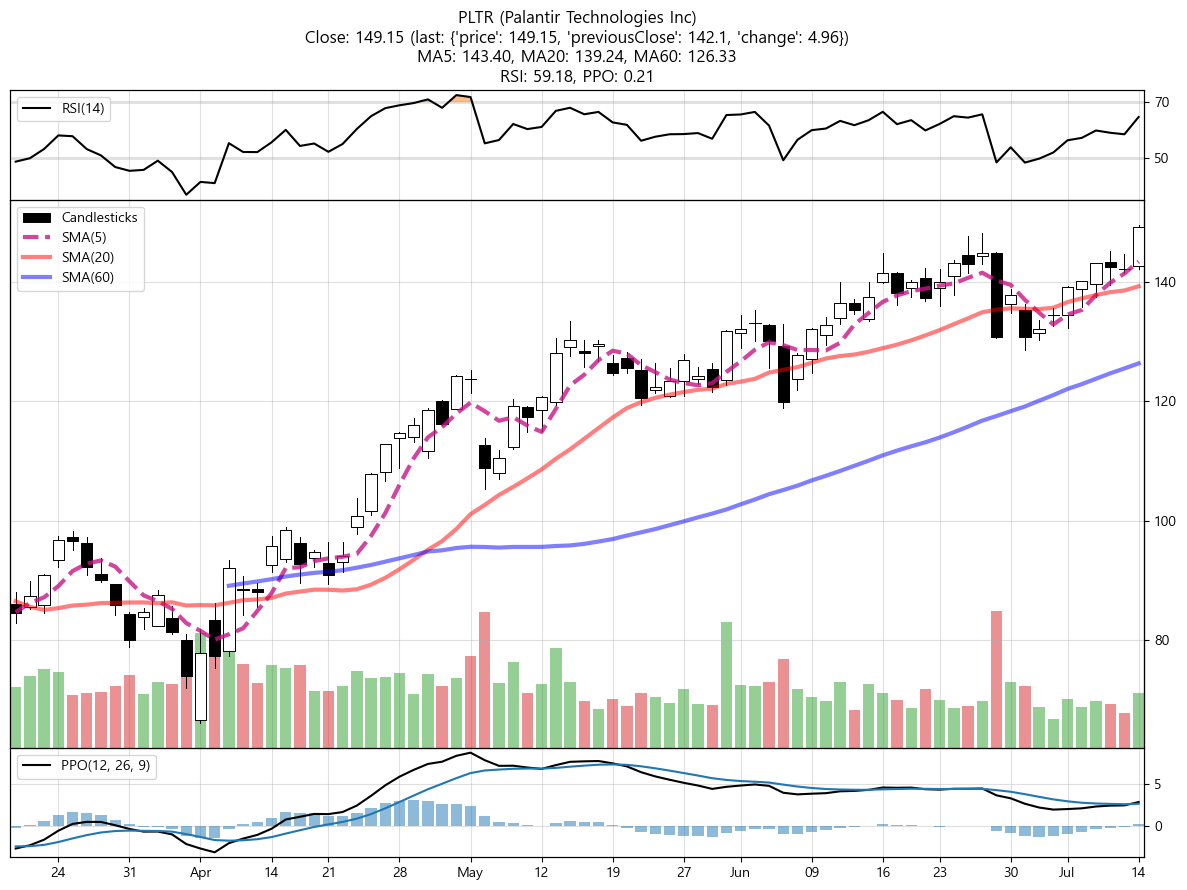 PLTR (Palantir Technologies Inc)
Close: 149.15 (last: {'price': 149.15, 'previousClose': 142.1, 'change': 4.96})
MA5: 143.40, MA20: 139.24, MA60: 126.33
RSI: 59.18, PPO: 0.21
RSI(14)
70
50
Candlesticks
SMA(5)
SMA(20)
SMA(60)
140
120
100
80
PPO(12, 26, 9)
5
0
24 31 Apr 14 21 28 May 12 19 27 Jun 09 16 23 30 Jul 14